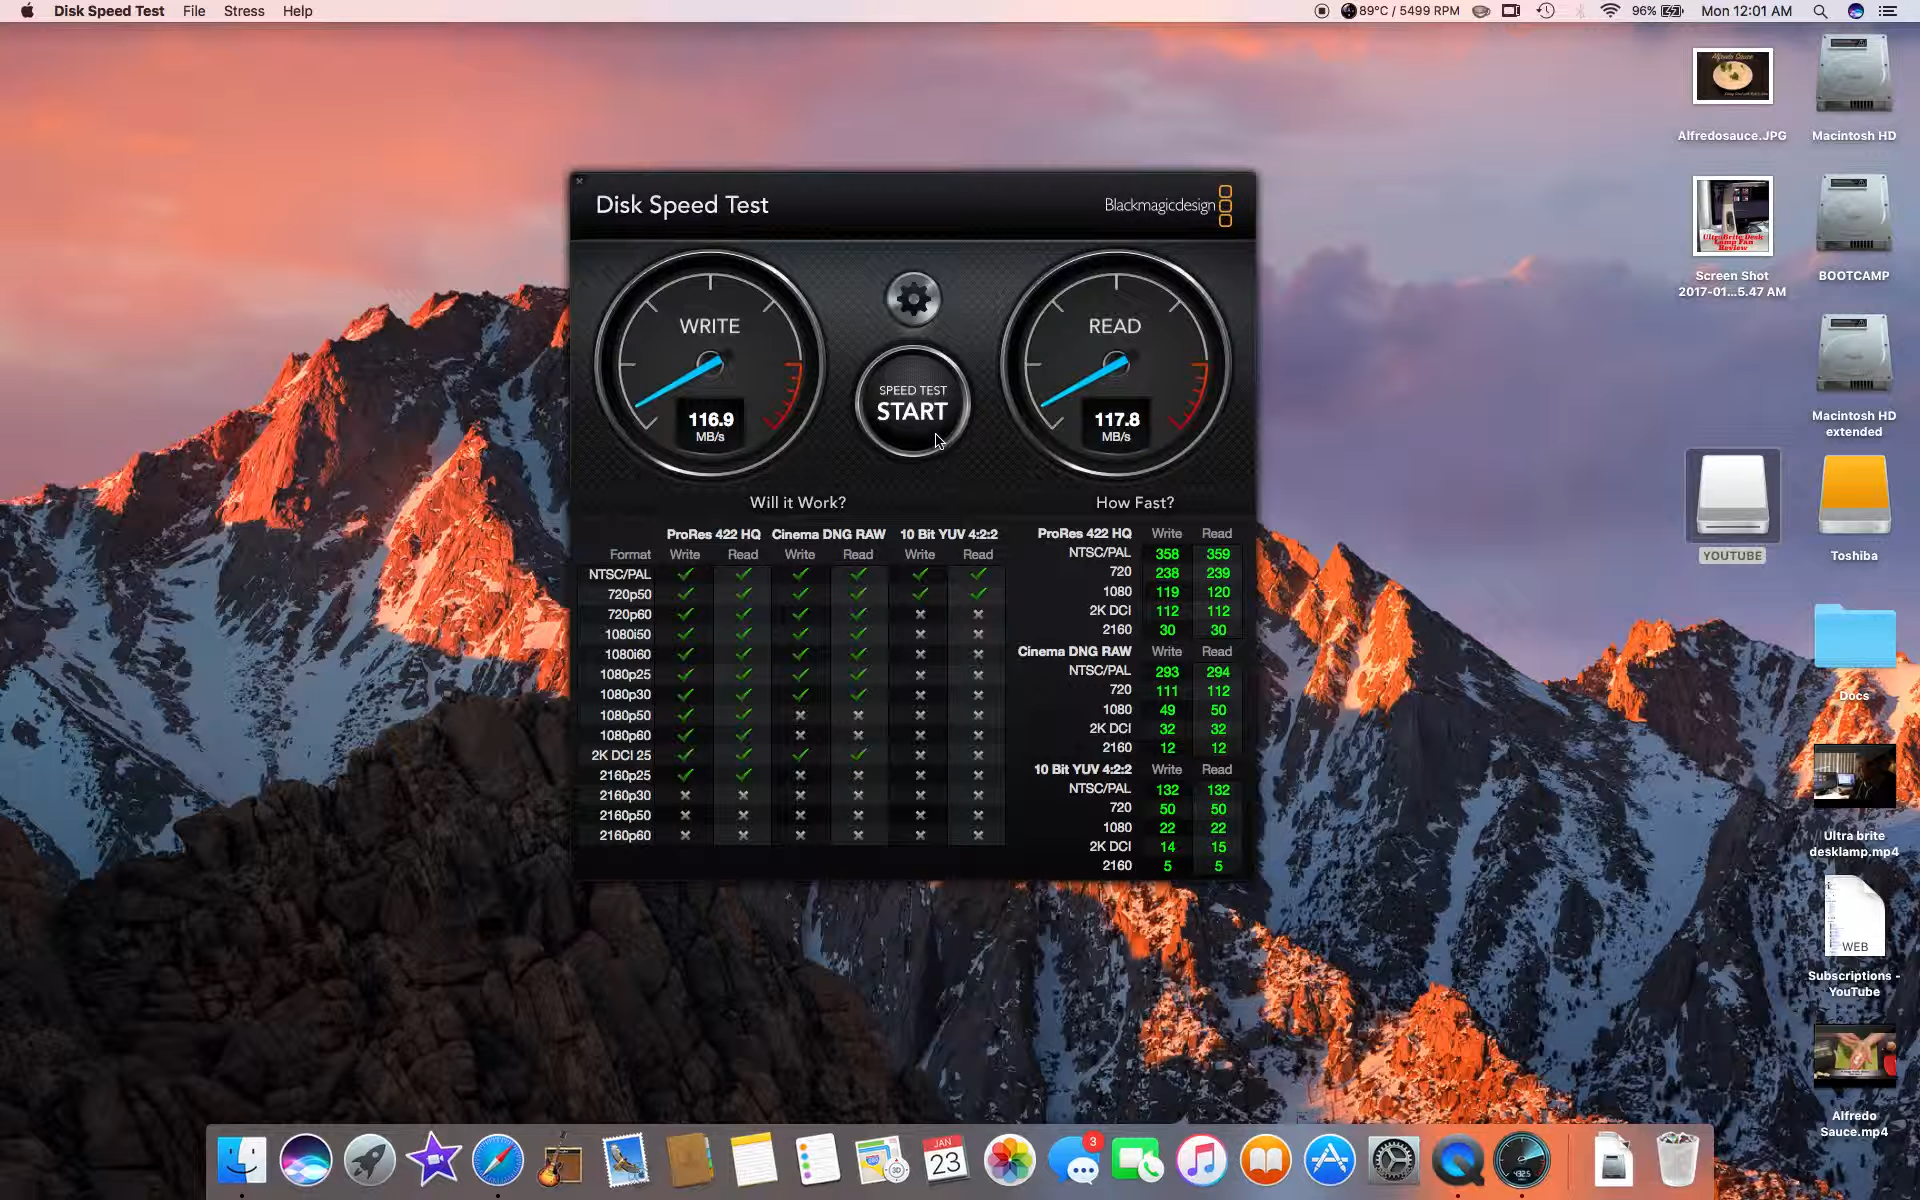 Disk Speed Test File Stress Help
89°C / 5499 RPM 96% Mon 12:01 AM
Alfredosauce.JPG Macintosh HD
Screen Shot
2017-01...5.47 AM
BOOTCAMP
Macintosh HD
extended
YOUTUBE Toshiba
Docs
Ultra brite
desklamp.mp4
WEB
Subscriptions -
YouTube
Alfredo
Sauce.mp4
Alfredo Sauce
UltraBrite Desk
Lamp Fan
Review
Disk Speed Test Blackmagicdesign
WRITE
116.9
MB/s
SPEED TEST
START
READ
117.8
MB/s
Will it Work?
ProRes 422 HQ Cinema DNG RAW 10 Bit YUV 4:2:2
Format Write Read Write Read Write Read
NTSC/PAL ✓ ✓ ✓ ✓ ✓ ✓
720p50 ✓ ✓ ✓ ✓ ✓ ✓
720p60 ✓ ✓ ✓ ✓ ✕ ✕
1080i50 ✓ ✓ ✓ ✓ ✕ ✕
1080i60 ✓ ✓ ✓ ✓ ✕ ✕
1080p25 ✓ ✓ ✓ ✓ ✕ ✕
1080p30 ✓ ✓ ✓ ✓ ✕ ✕
1080p50 ✓ ✓ ✕ ✕ ✕ ✕
1080p60 ✓ ✓ ✕ ✕ ✕ ✕
2K DCI 25 ✓ ✓ ✓ ✓ ✕ ✕
2160p25 ✓ ✓ ✕ ✕ ✕ ✕
2160p30 ✕ ✕ ✕ ✕ ✕ ✕
2160p50 ✕ ✕ ✕ ✕ ✕ ✕
2160p60 ✕ ✕ ✕ ✕ ✕ ✕
How Fast?
ProRes 422 HQ Write Read
NTSC/PAL 358 359
720 238 239
1080 119 120
2K DCI 112 112
2160 30 30
Cinema DNG RAW Write Read
NTSC/PAL 293 294
720 111 112
1080 49 50
2K DCI 32 32
2160 12 12
10 Bit YUV 4:2:2 Write Read
NTSC/PAL 132 132
720 50 50
1080 22 22
2K DCI 14 15
2160 5 5
3D
JAN
23
3